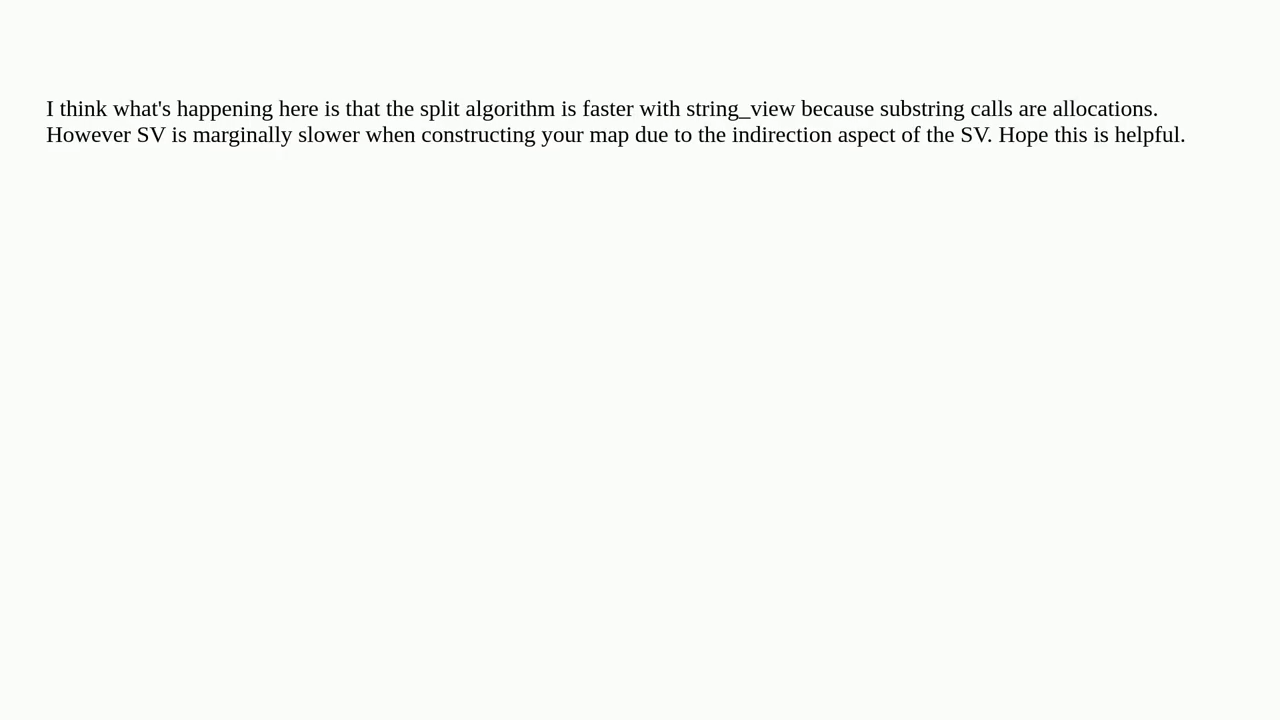 I think what's happening here is that the split algorithm is faster with string_view because substring calls are allocations.
However SV is marginally slower when constructing your map due to the indirection aspect of the SV. Hope this is helpful.